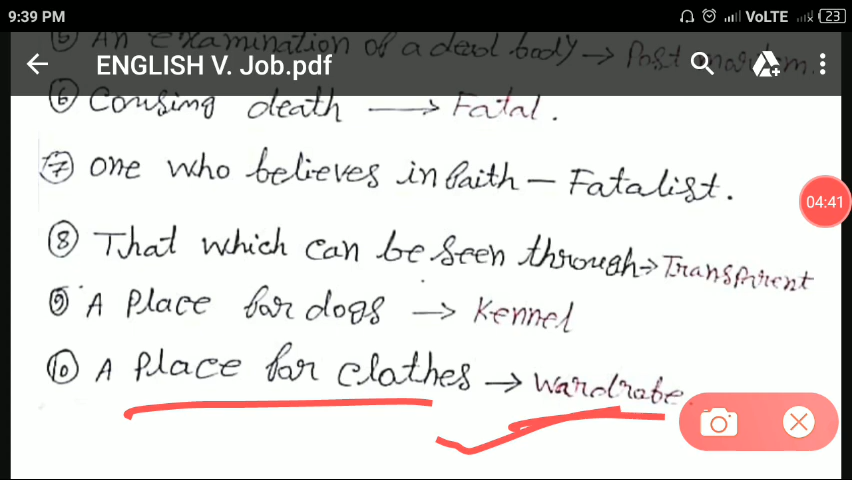 9:39 PM VoLTE 23
ENGLISH V. Job.pdf
⑤ An examination of a dead body → Post mortem.
⑥ Cousing death → Fatal.
⑦ one who believes in faith – Fatalist.
04:41
⑧ That which can be seen through → Transparent
⑨ A Place for dogs → Kennel
⑩ A place for clothes → Wardrobe.